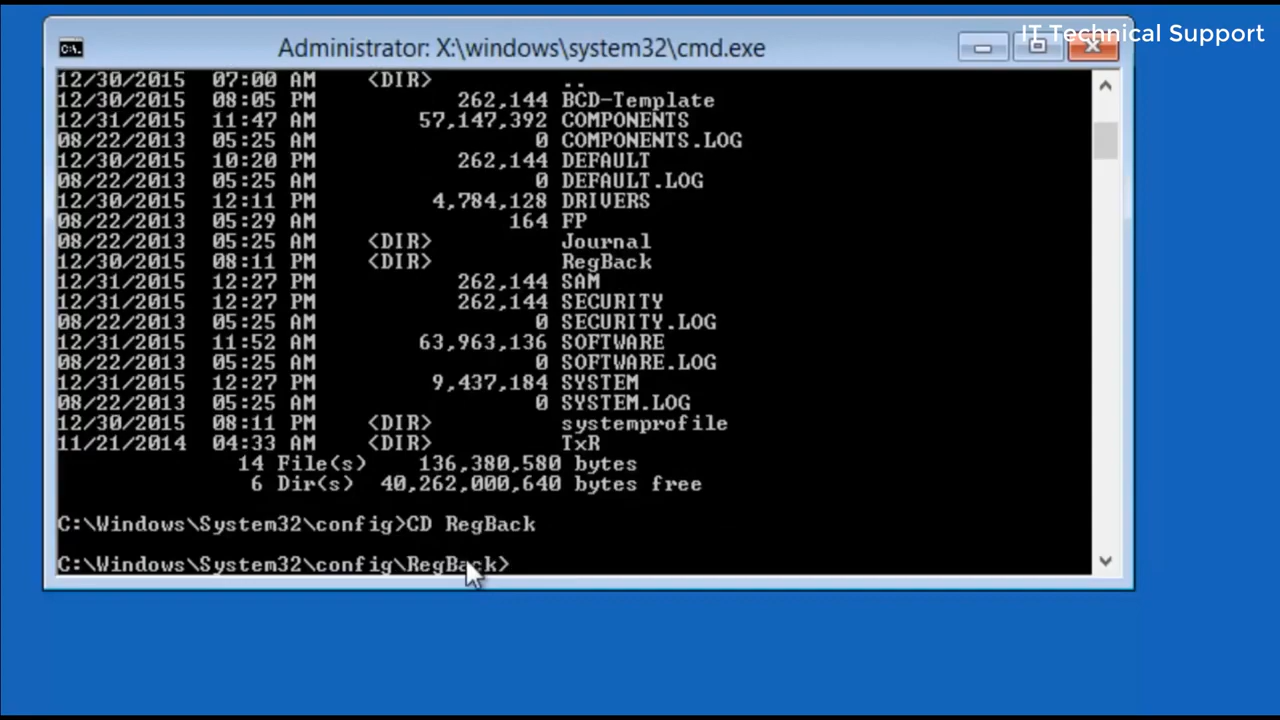 IT Technical Support
Administrator: X:\windows\system32\cmd.exe
12/30/2015  07:00 AM    <DIR>          ..
12/30/2015  08:05 PM           262,144 BCD-Template
12/31/2015  11:47 AM        57,147,392 COMPONENTS
08/22/2013  05:25 AM                 0 COMPONENTS.LOG
12/30/2015  10:20 PM           262,144 DEFAULT
08/22/2013  05:25 AM                 0 DEFAULT.LOG
12/30/2015  12:11 PM         4,784,128 DRIVERS
08/22/2013  05:29 AM               164 FP
08/22/2013  05:25 AM    <DIR>          Journal
12/30/2015  08:11 PM    <DIR>          RegBack
12/31/2015  12:27 PM           262,144 SAM
12/31/2015  12:27 PM           262,144 SECURITY
08/22/2013  05:25 AM                 0 SECURITY.LOG
12/31/2015  11:52 AM        63,963,136 SOFTWARE
08/22/2013  05:25 AM                 0 SOFTWARE.LOG
12/31/2015  12:27 PM         9,437,184 SYSTEM
08/22/2013  05:25 AM                 0 SYSTEM.LOG
12/30/2015  08:11 PM    <DIR>          systemprofile
11/21/2014  04:33 AM    <DIR>          TxR
14 File(s)    136,380,580 bytes
6 Dir(s)  40,262,000,640 bytes free
C:\Windows\System32\config>CD RegBack
C:\Windows\System32\config\RegBack>